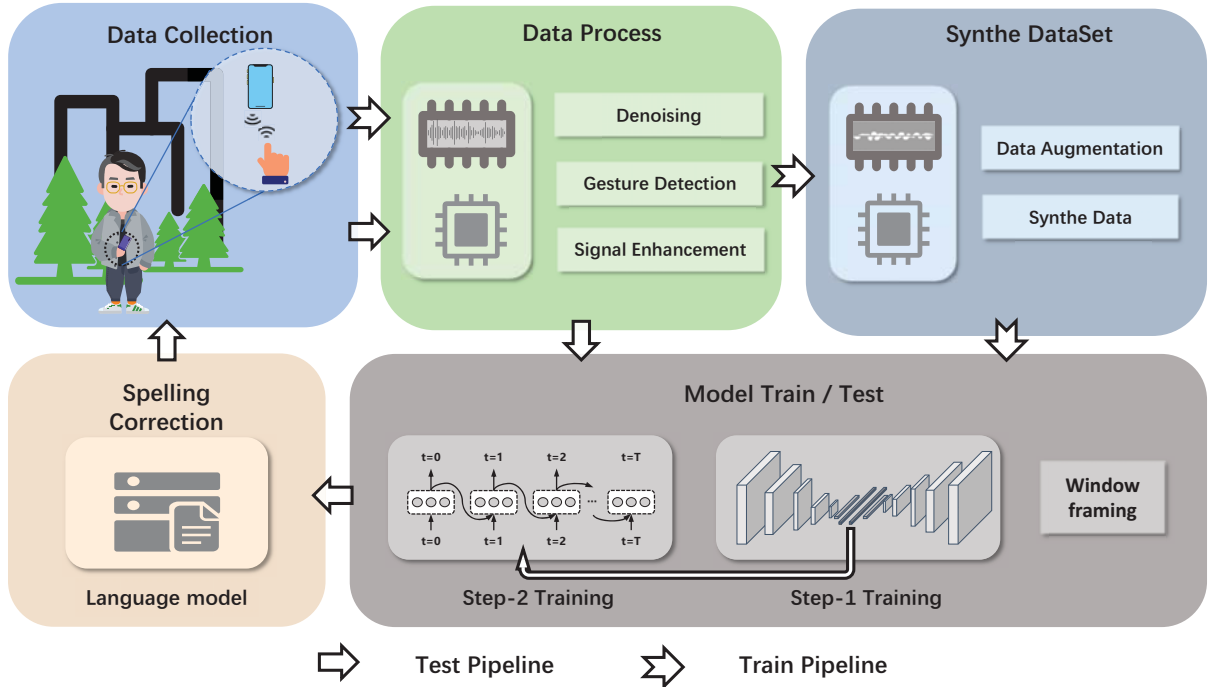 Data Collection
Data Process
Denoising
Gesture Detection
Signal Enhancement
Synthe DataSet
Data Augmentation
Synthe Data
Spelling
Correction
Language model
Model Train / Test
t=0 t=1 t=2 t=T
...
t=0 t=1 t=2 t=T
Step-2 Training
Step-1 Training
Window
framing
Test Pipeline
Train Pipeline